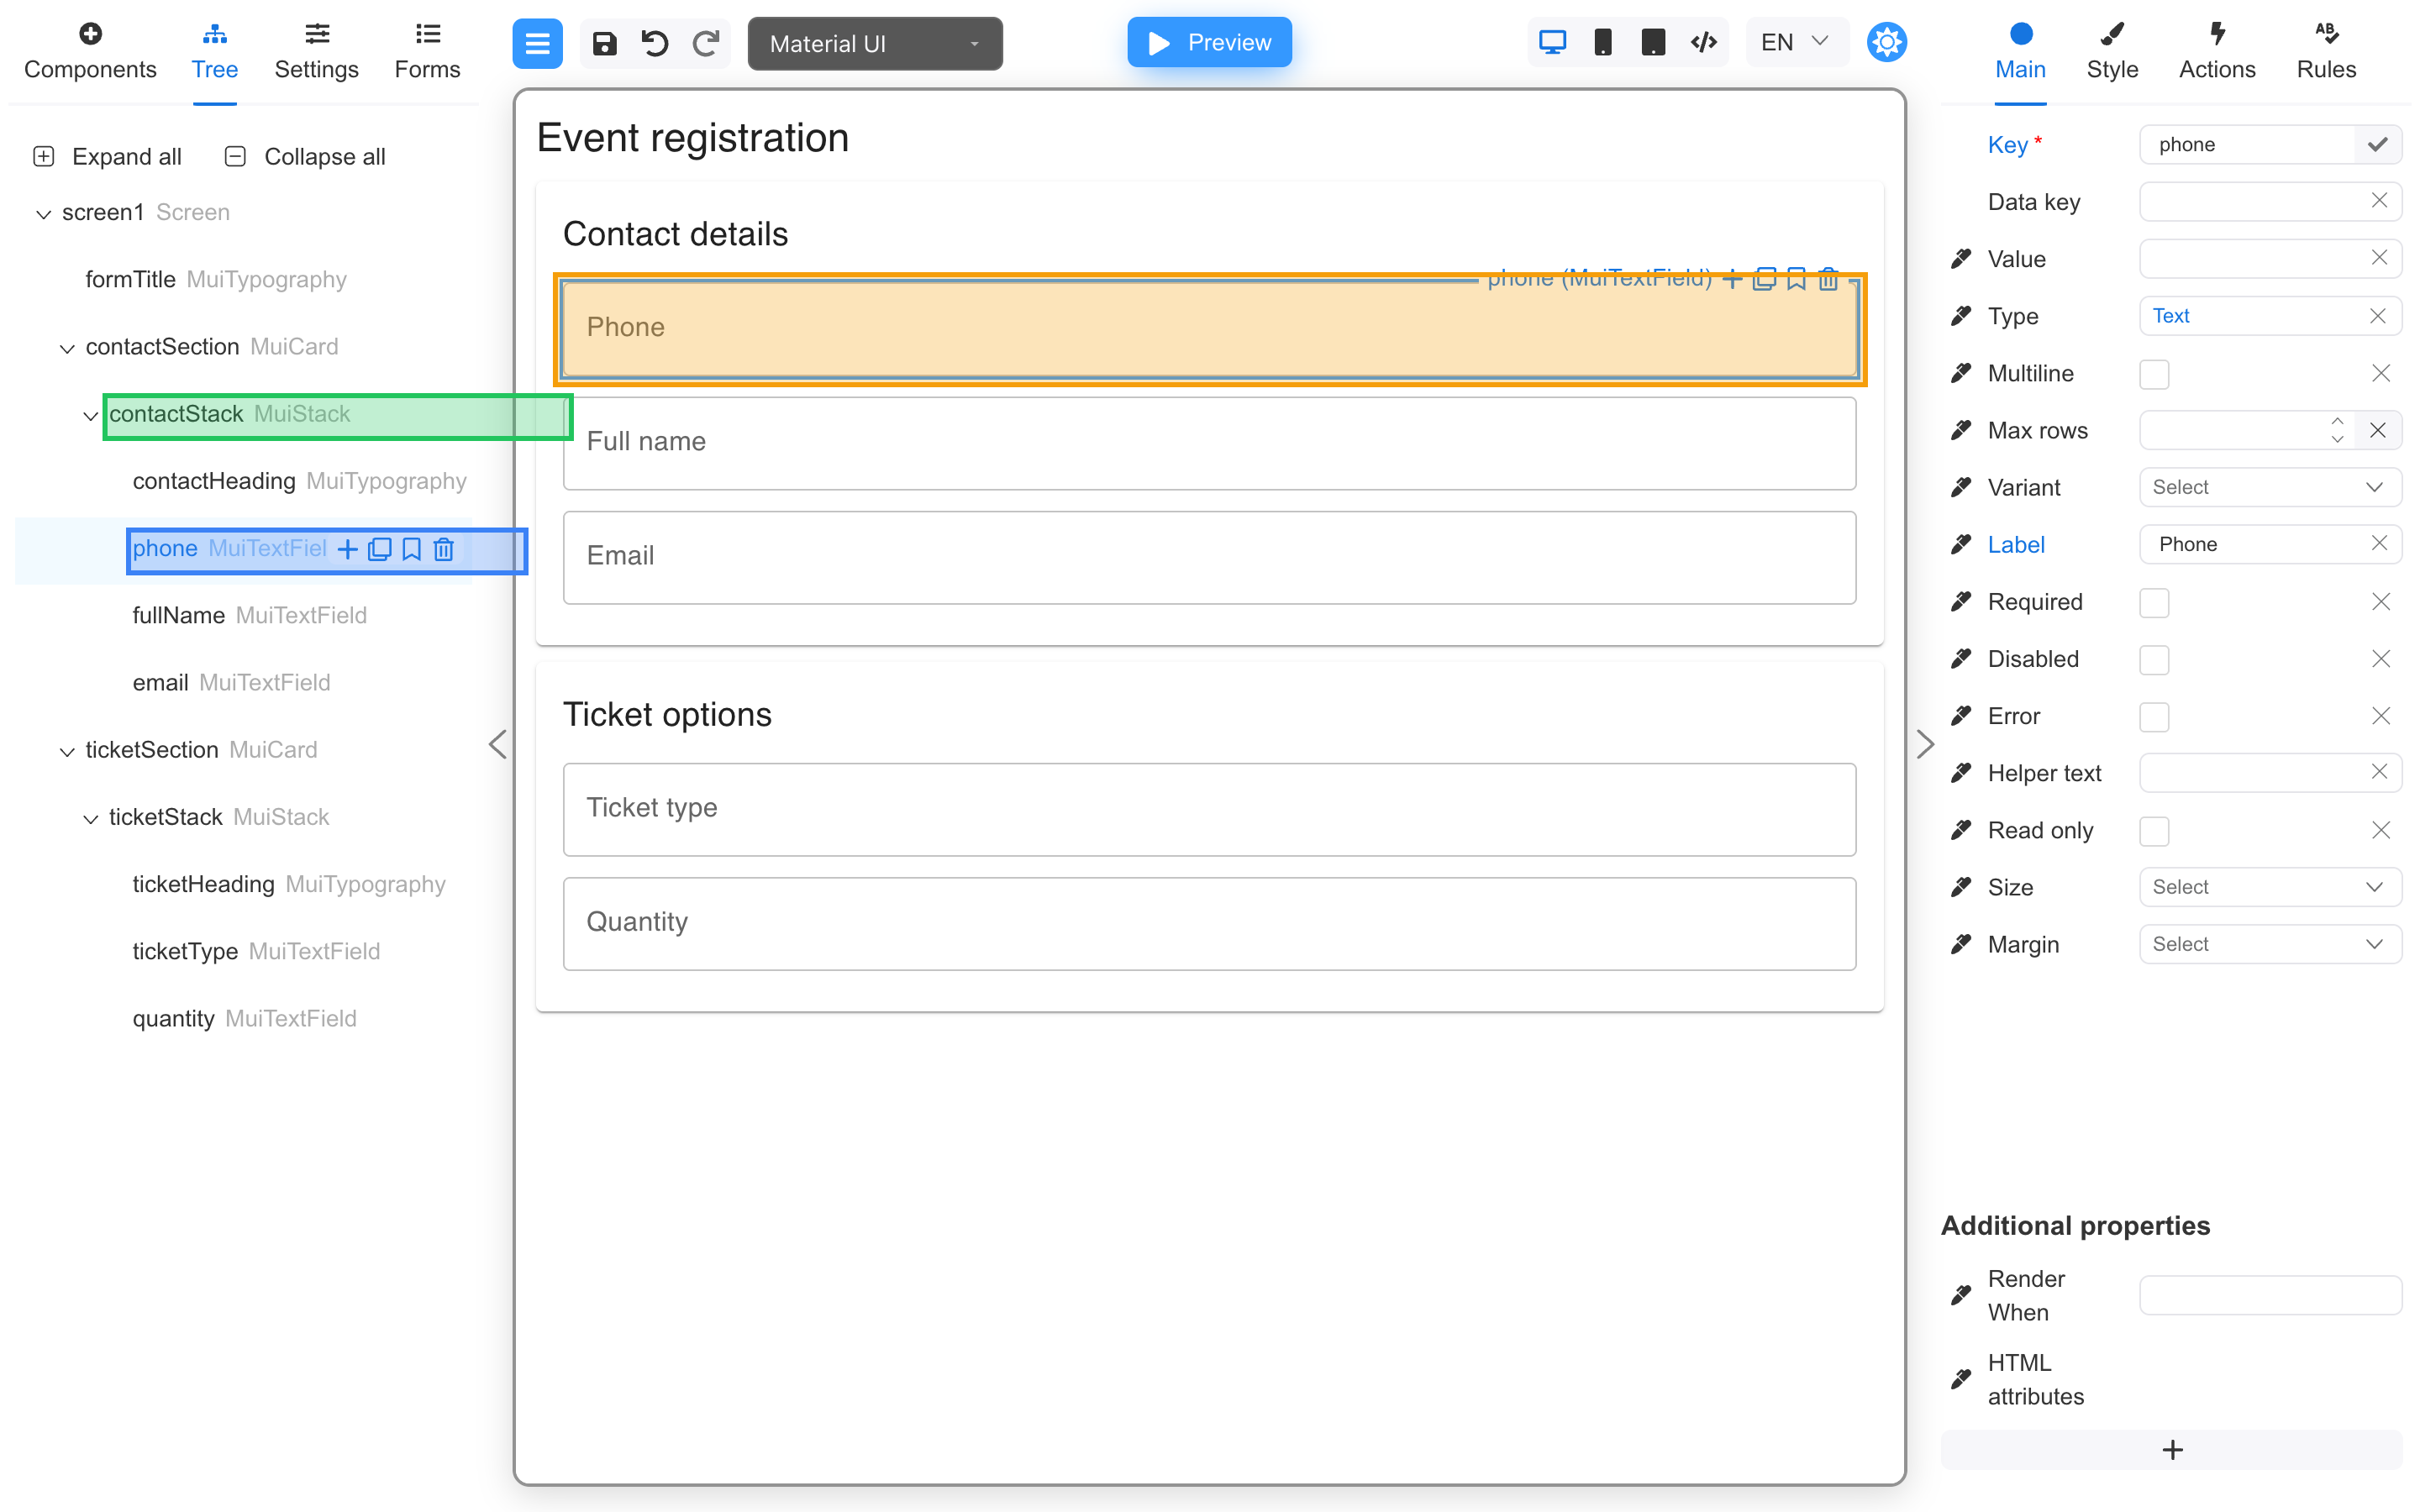 Components
Tree
Settings
Forms
Material UI
Preview
EN
Main
Style
Actions
Rules
Expand all
Collapse all
screen1 Screen
formTitle MuiTypography
contactSection MuiCard
contactStack MuiStack
contactHeading MuiTypography
phone MuiTextFiel
fullName MuiTextField
email MuiTextField
ticketSection MuiCard
ticketStack MuiStack
ticketHeading MuiTypography
ticketType MuiTextField
quantity MuiTextField
Event registration
Contact details
phone (MuiTextField)
Phone
Full name
Email
Ticket options
Ticket type
Quantity
Key * phone
Data key
Value
Type Text
Multiline
Max rows
Variant Select
Label Phone
Required
Disabled
Error
Helper text
Read only
Size Select
Margin Select
Additional properties
Render
When
HTML
attributes